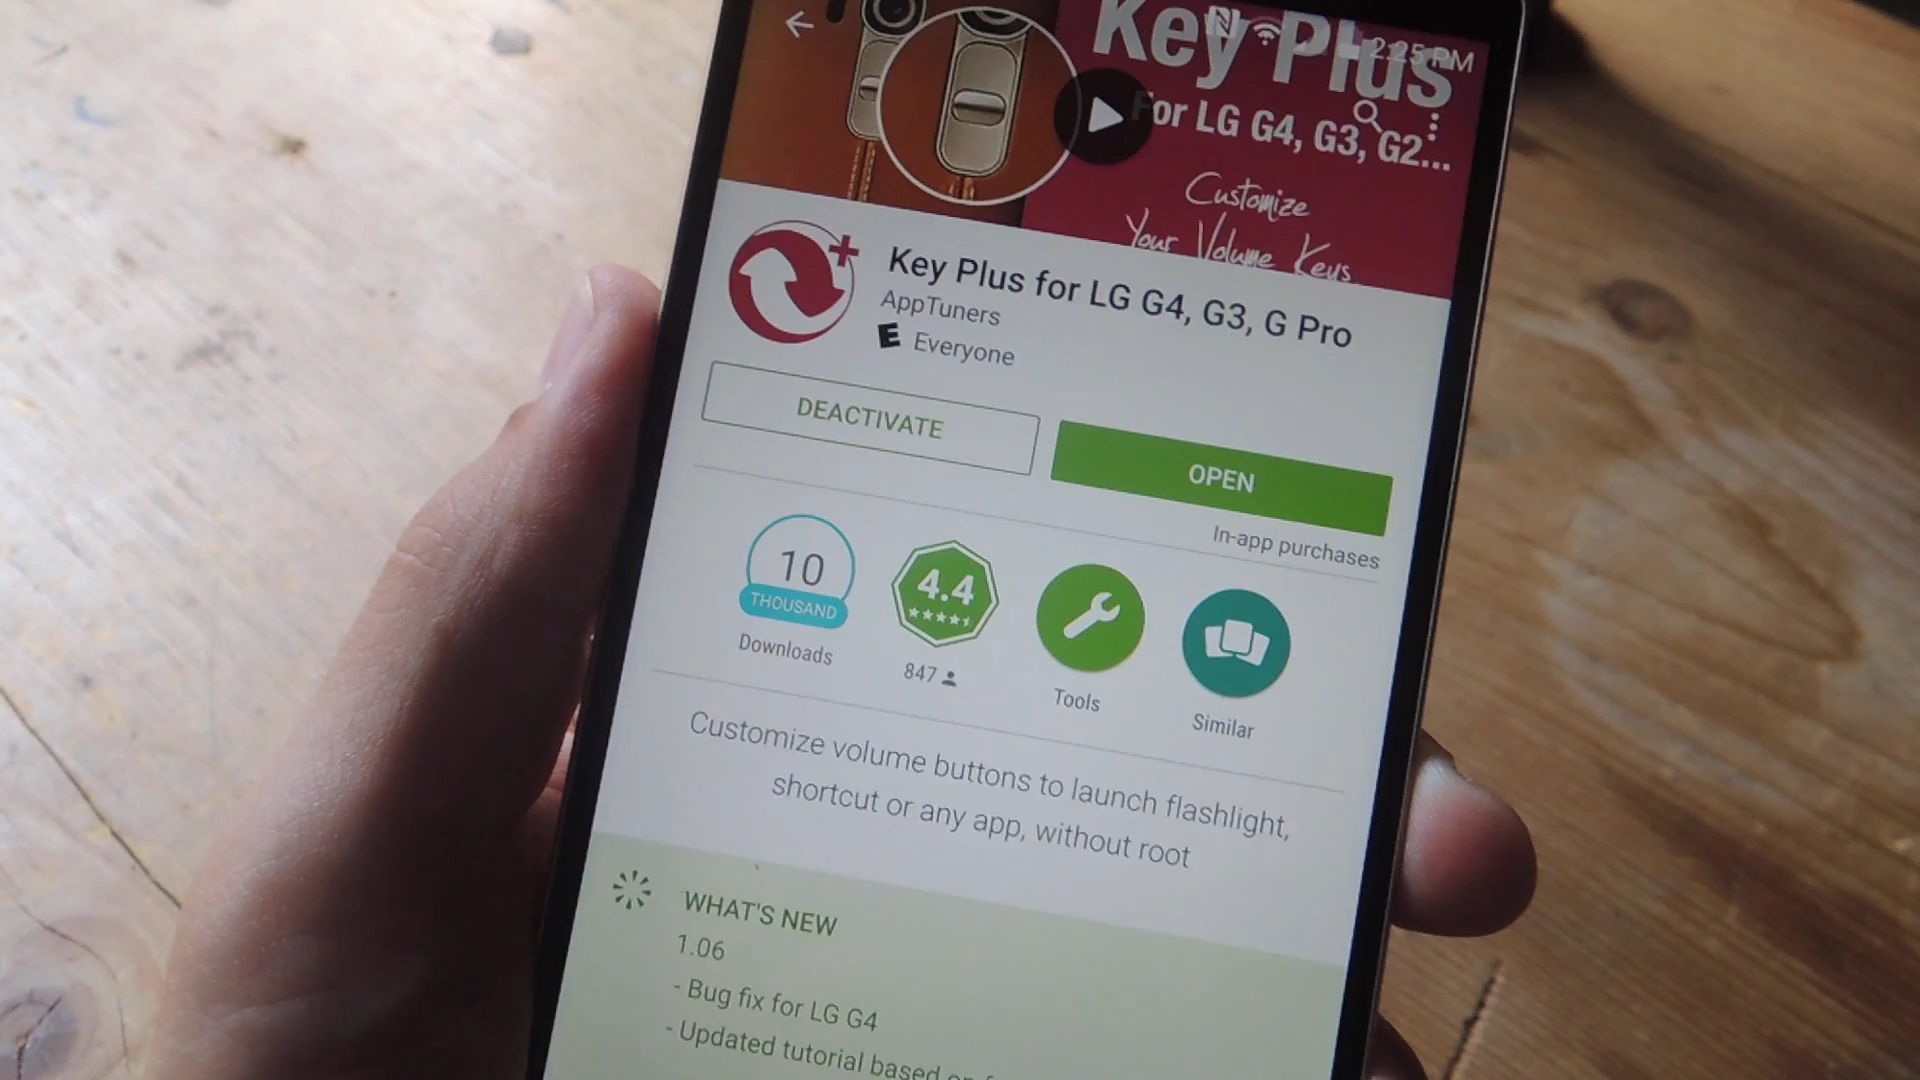 Key Plus
2:25 PM
For LG G4, G3, G2...
Customize
Your Volume Keys
Key Plus for LG G4, G3, G Pro
AppTuners
E Everyone
DEACTIVATE
OPEN
In-app purchases
10
THOUSAND
Downloads
4.4
847
Tools
Similar
Customize volume buttons to launch flashlight,
shortcut or any app, without root
WHAT'S NEW
1.06
- Bug fix for LG G4
- Updated tutorial based